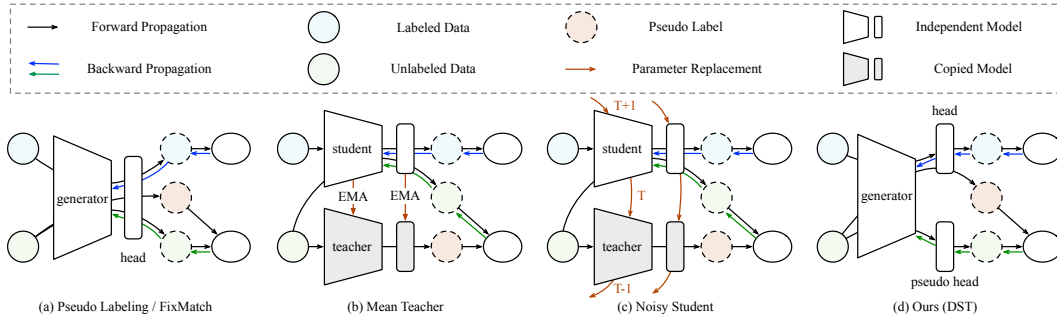 Forward Propagation
Labeled Data
Pseudo Label
Independent Model
Backward Propagation
Unlabeled Data
Parameter Replacement
Copied Model
generator
head
(a) Pseudo Labeling / FixMatch
student
EMA
EMA
teacher
(b) Mean Teacher
T+1
student
T
teacher
T-1
(c) Noisy Student
head
generator
pseudo head
(d) Ours (DST)